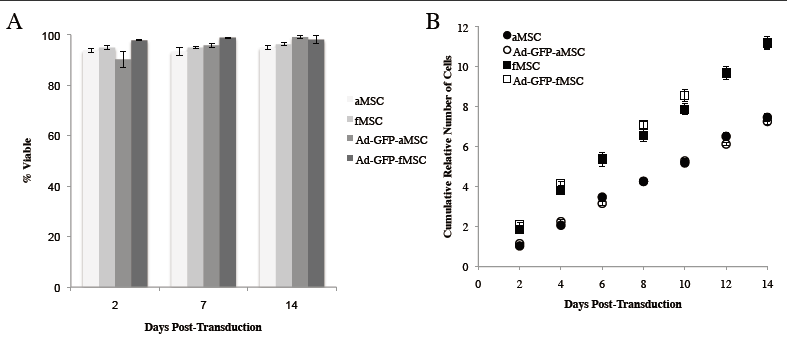 A
100
80
60
40
20
0
% Viable
2
7
14
Days Post-Transduction
aMSC
fMSC
Ad-GFP-aMSC
Ad-GFP-fMSC
B
12
10
8
6
4
2
0
Cumulative Relative Number of Cells
0
2
4
6
8
10
12
14
Days Post-Transduction
aMSC
Ad-GFP-aMSC
fMSC
Ad-GFP-fMSC